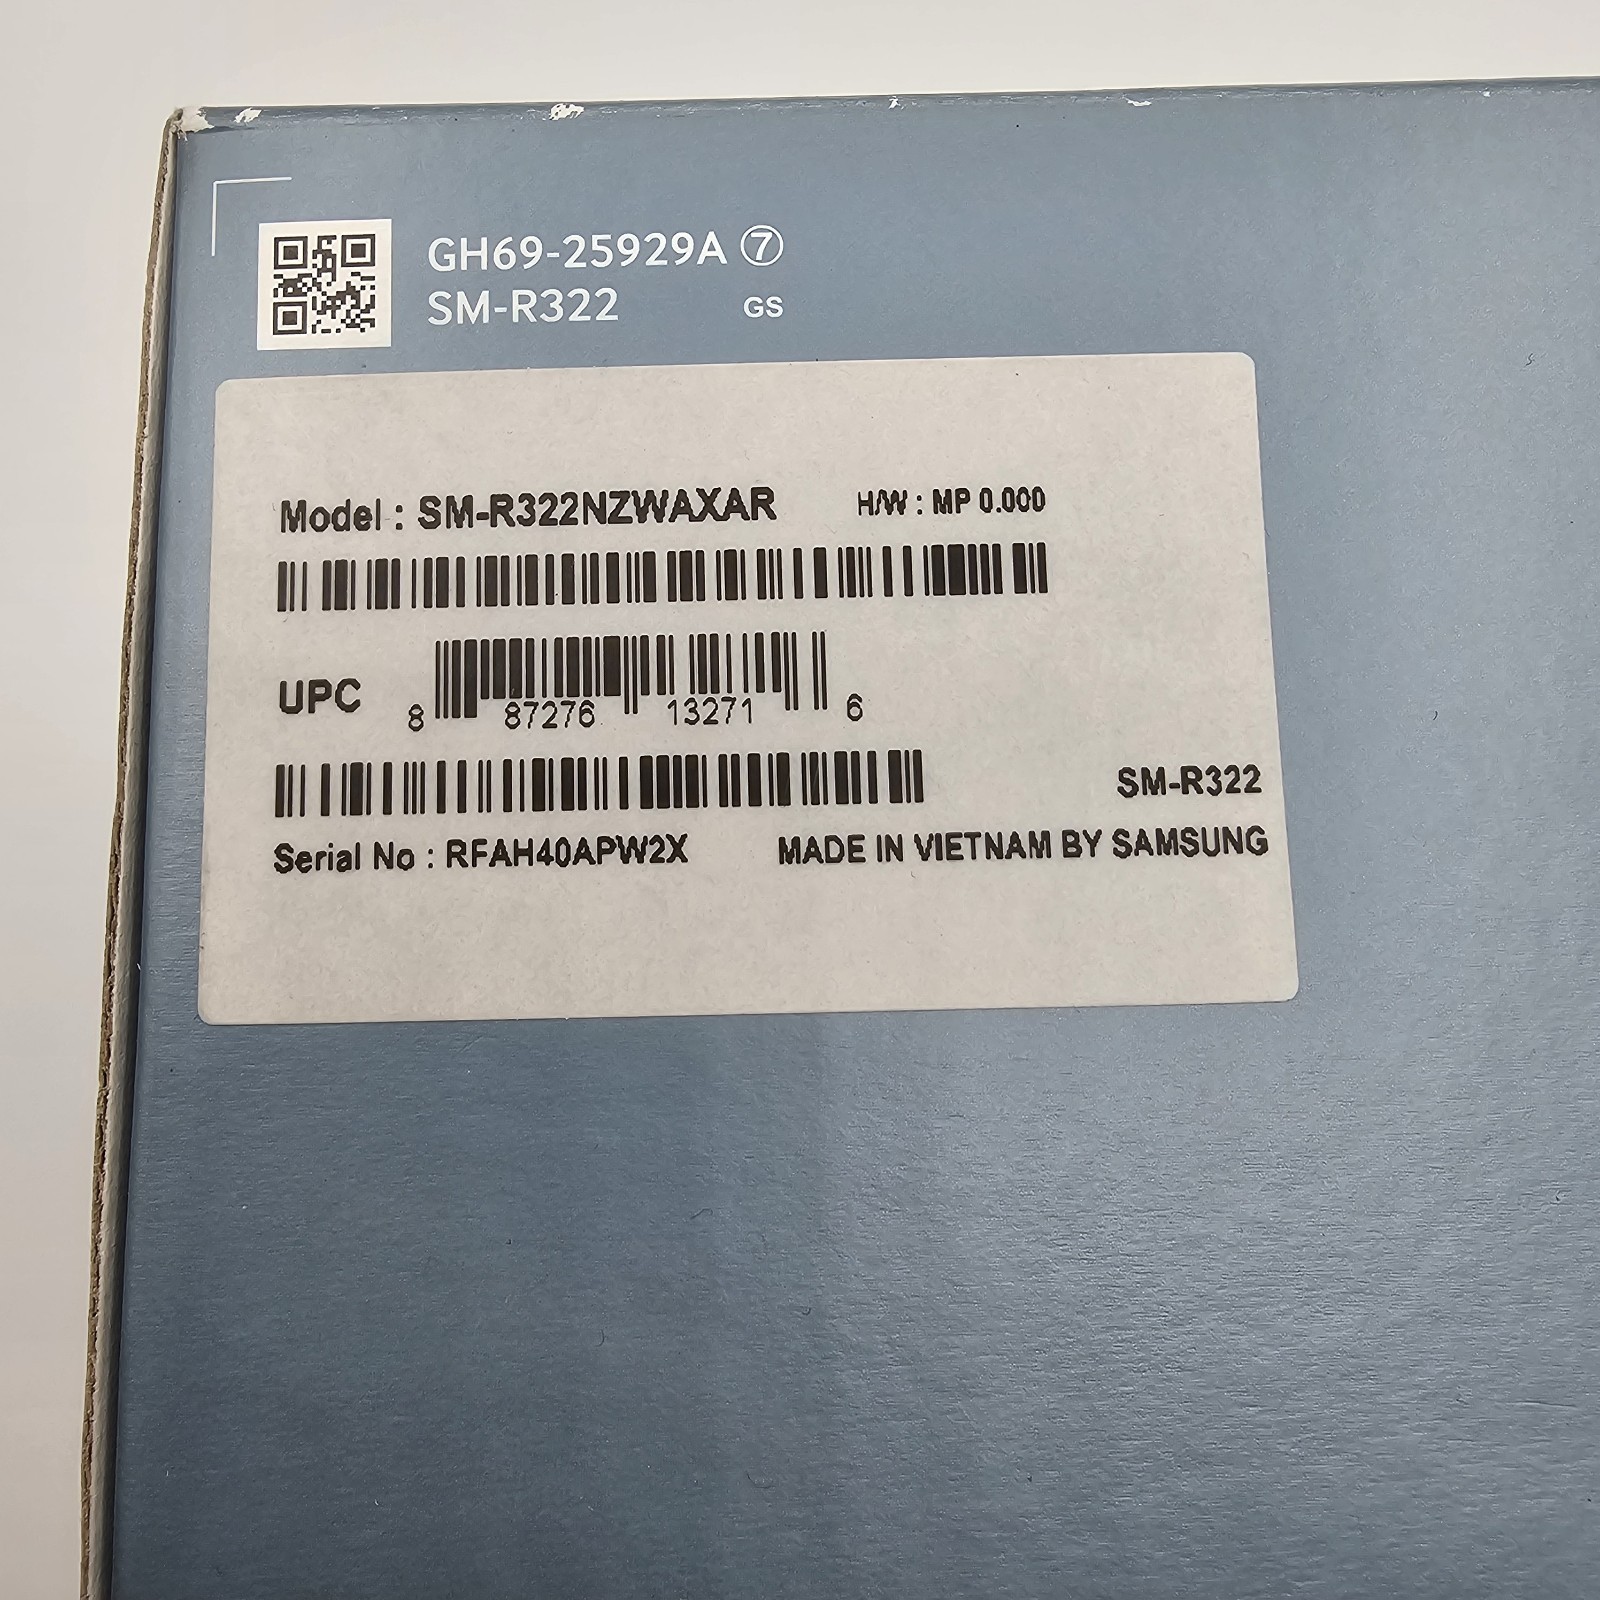 GH69-25929A ⑦
SM-R322 GS
Model : SM-R322NZWAXAR H/W : MP 0.000
UPC 8 87276 13271 6
SM-R322
Serial No : RFAH40APW2X MADE IN VIETNAM BY SAMSUNG